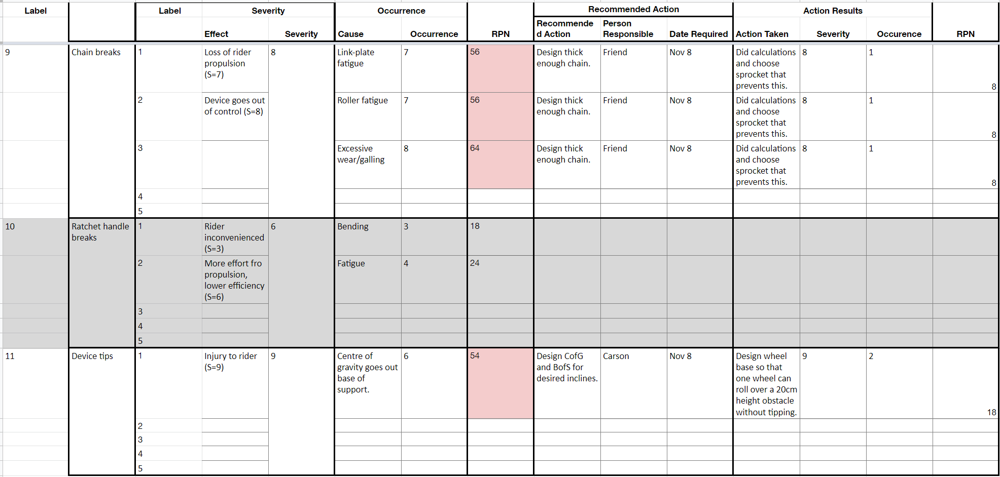 Label Label Severity Occurrence Recommended Action Action Results
Effect Severity Cause Occurrence RPN Recommende Person Date Required Action Taken Severity Occurence RPN
d Action Responsible
9 Chain breaks 1 Loss of rider 8 Link-plate 7 56 Design thick Friend Nov 8 Did calculations 8 1
propulsion fatigue enough chain. and choose
(S=7) sprocket that
prevents this. 8
2 Device goes out Roller fatigue 7 56 Design thick Friend Nov 8 Did calculations 8 1
of control (S=8) enough chain. and choose
sprocket that
prevents this. 8
3 Excessive 8 64 Design thick Friend Nov 8 Did calculations 8 1
wear/galling enough chain. and choose
sprocket that
prevents this. 8
4
5
10 Ratchet handle 1 Rider 6 Bending 3 18
breaks inconvenienced
(S=3)
2 More effort fro Fatigue 4 24
propulsion,
lower efficiency
(S=6)
3
4
5
11 Device tips 1 Injury to rider 9 Centre of 6 54 Design CofG Carson Nov 8 Design wheel 9 2
(S=9) gravity goes out and BofS for base so that
base of desired inclines. one wheel can
support. roll over a 20cm
height obstacle
without tipping. 18
2
3
4
5